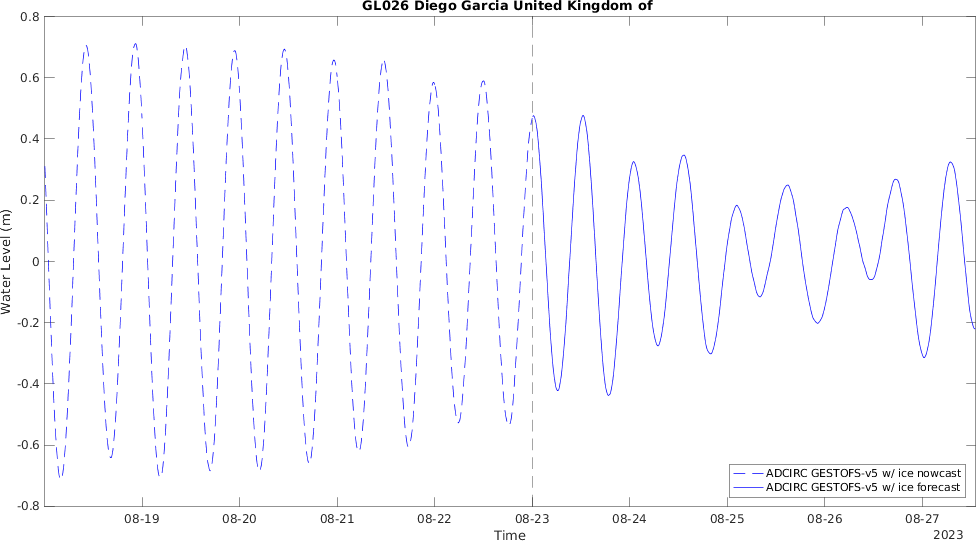 GL026 Diego Garcia United Kingdom of
0.8
0.6
0.4
0.2
0
-0.2
-0.4
-0.6
-0.8
Water Level (m)
ADCIRC GESTOFS-v5 w/ ice nowcast
ADCIRC GESTOFS-v5 w/ ice forecast
08-19 08-20 08-21 08-22 08-23 08-24 08-25 08-26 08-27
Time
2023